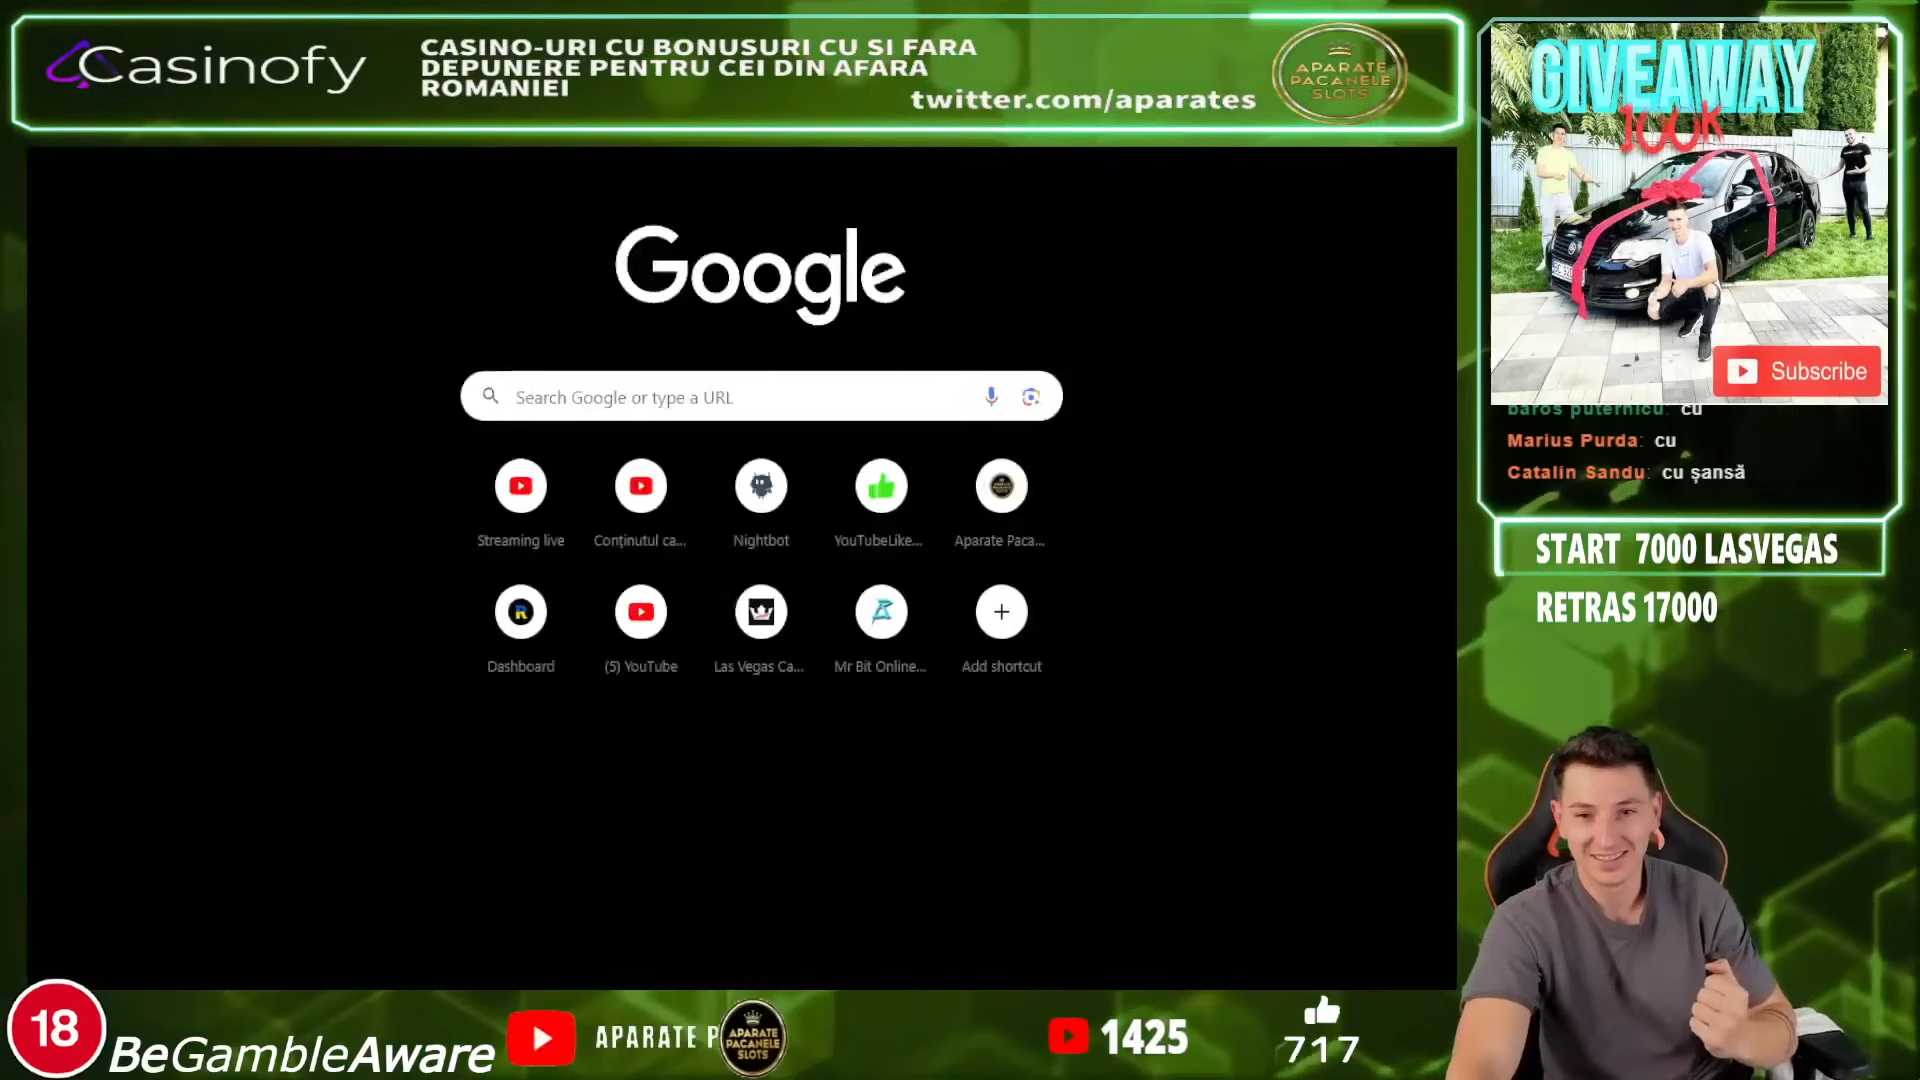 Casinofy
CASINO-URI CU BONUSURI CU SI FARA
DEPUNERE PENTRU CEI DIN AFARA
ROMANIEI
twitter.com/aparates
APARATE
PACANELE
SLOTS
GIVEAWAY
100K
Subscribe
baros puternicu: cu
Marius Purda: cu
Catalin Sandu: cu șansă
START 7000 LASVEGAS
RETRAS 17000
Google
Search Google or type a URL
Streaming live
Conținutul ca...
Nightbot
YouTubeLike...
Aparate Paca...
Dashboard
(5) YouTube
Las Vegas Ca...
Mr Bit Online...
Add shortcut
18
BeGambleAware
APARATE P
APARATE
PACANELE
SLOTS
1425
717